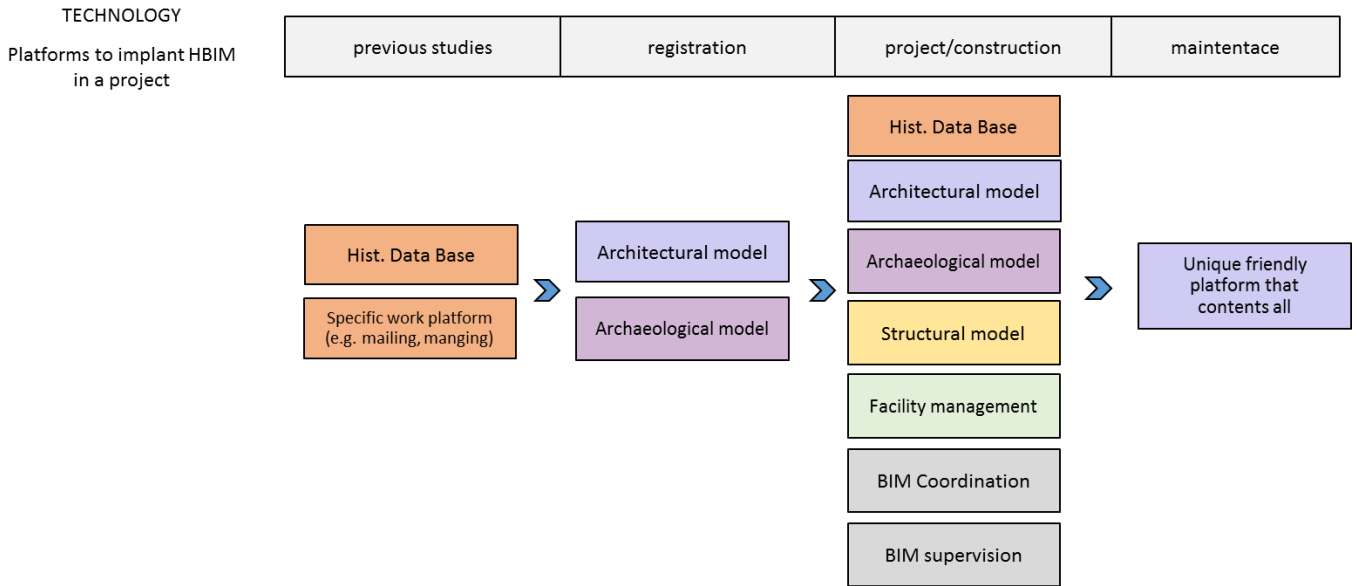 TECHNOLOGY
Platforms to implant HBIM
in a project
previous studies
registration
project/construction
maintentace
Hist. Data Base
Specific work platform
(e.g. mailing, manging)
Architectural model
Archaeological model
Hist. Data Base
Architectural model
Archaeological model
Structural model
Facility management
BIM Coordination
BIM supervision
Unique friendly
platform that
contents all